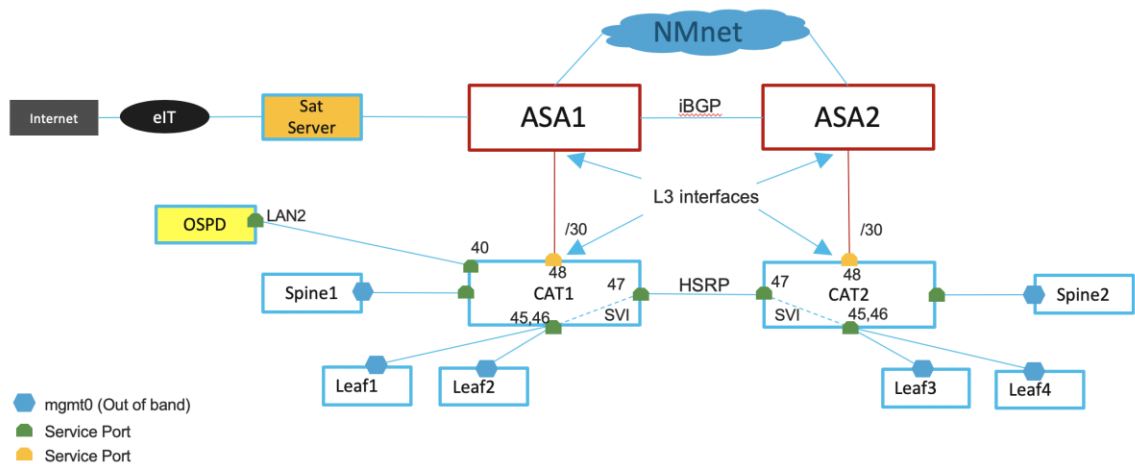 NMnet
Internet
eIT
Sat
Server
ASA1
iBGP
ASA2
L3 interfaces
OSPD
LAN2
/30
/30
40
48
48
Spine1
CAT1
47
HSRP
47
CAT2
Spine2
45,46
SVI
SVI
45,46
Leaf1
Leaf2
Leaf3
Leaf4
mgmt0 (Out of band)
Service Port
Service Port